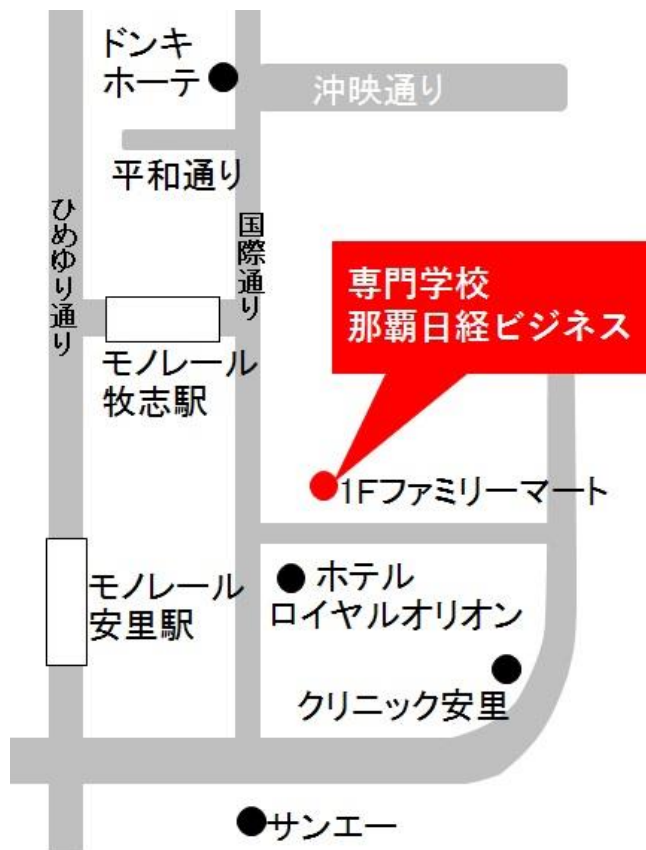 ドンキ
ホーテ
沖映通り
平和通り
ひめゆり通り
国際通り
専門学校
那覇日経ビジネス
モノレール
牧志駅
1Fファミリーマート
モノレール
安里駅
ホテル
ロイヤルオリオン
クリニック安里
サンエー